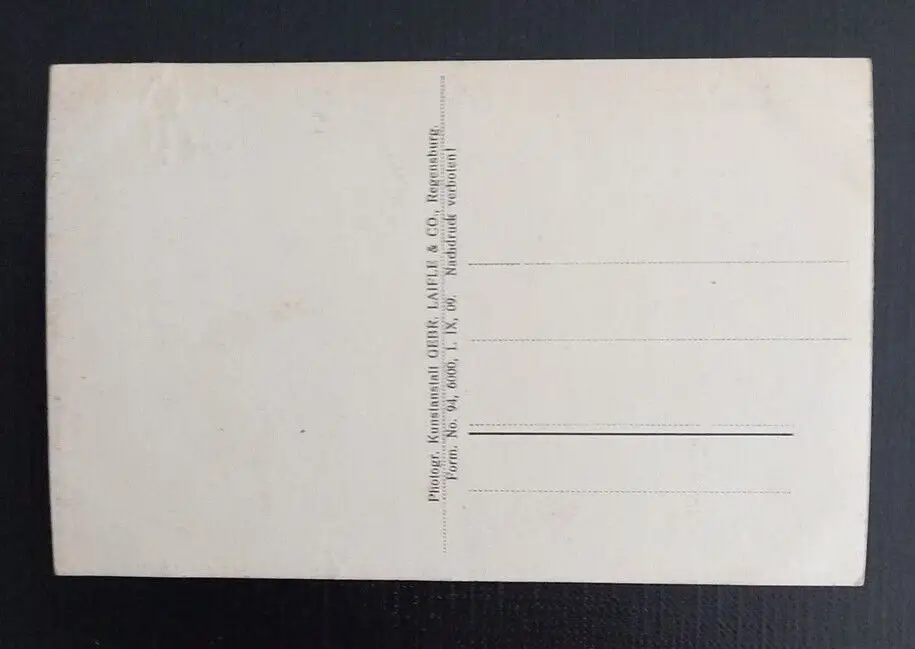 Photogr. Kunstanstalt GEBR. LAIFLE & CO., Regensburg.
Form. No. 94, 6000, 1. IX, 09. Nachdruck verboten!